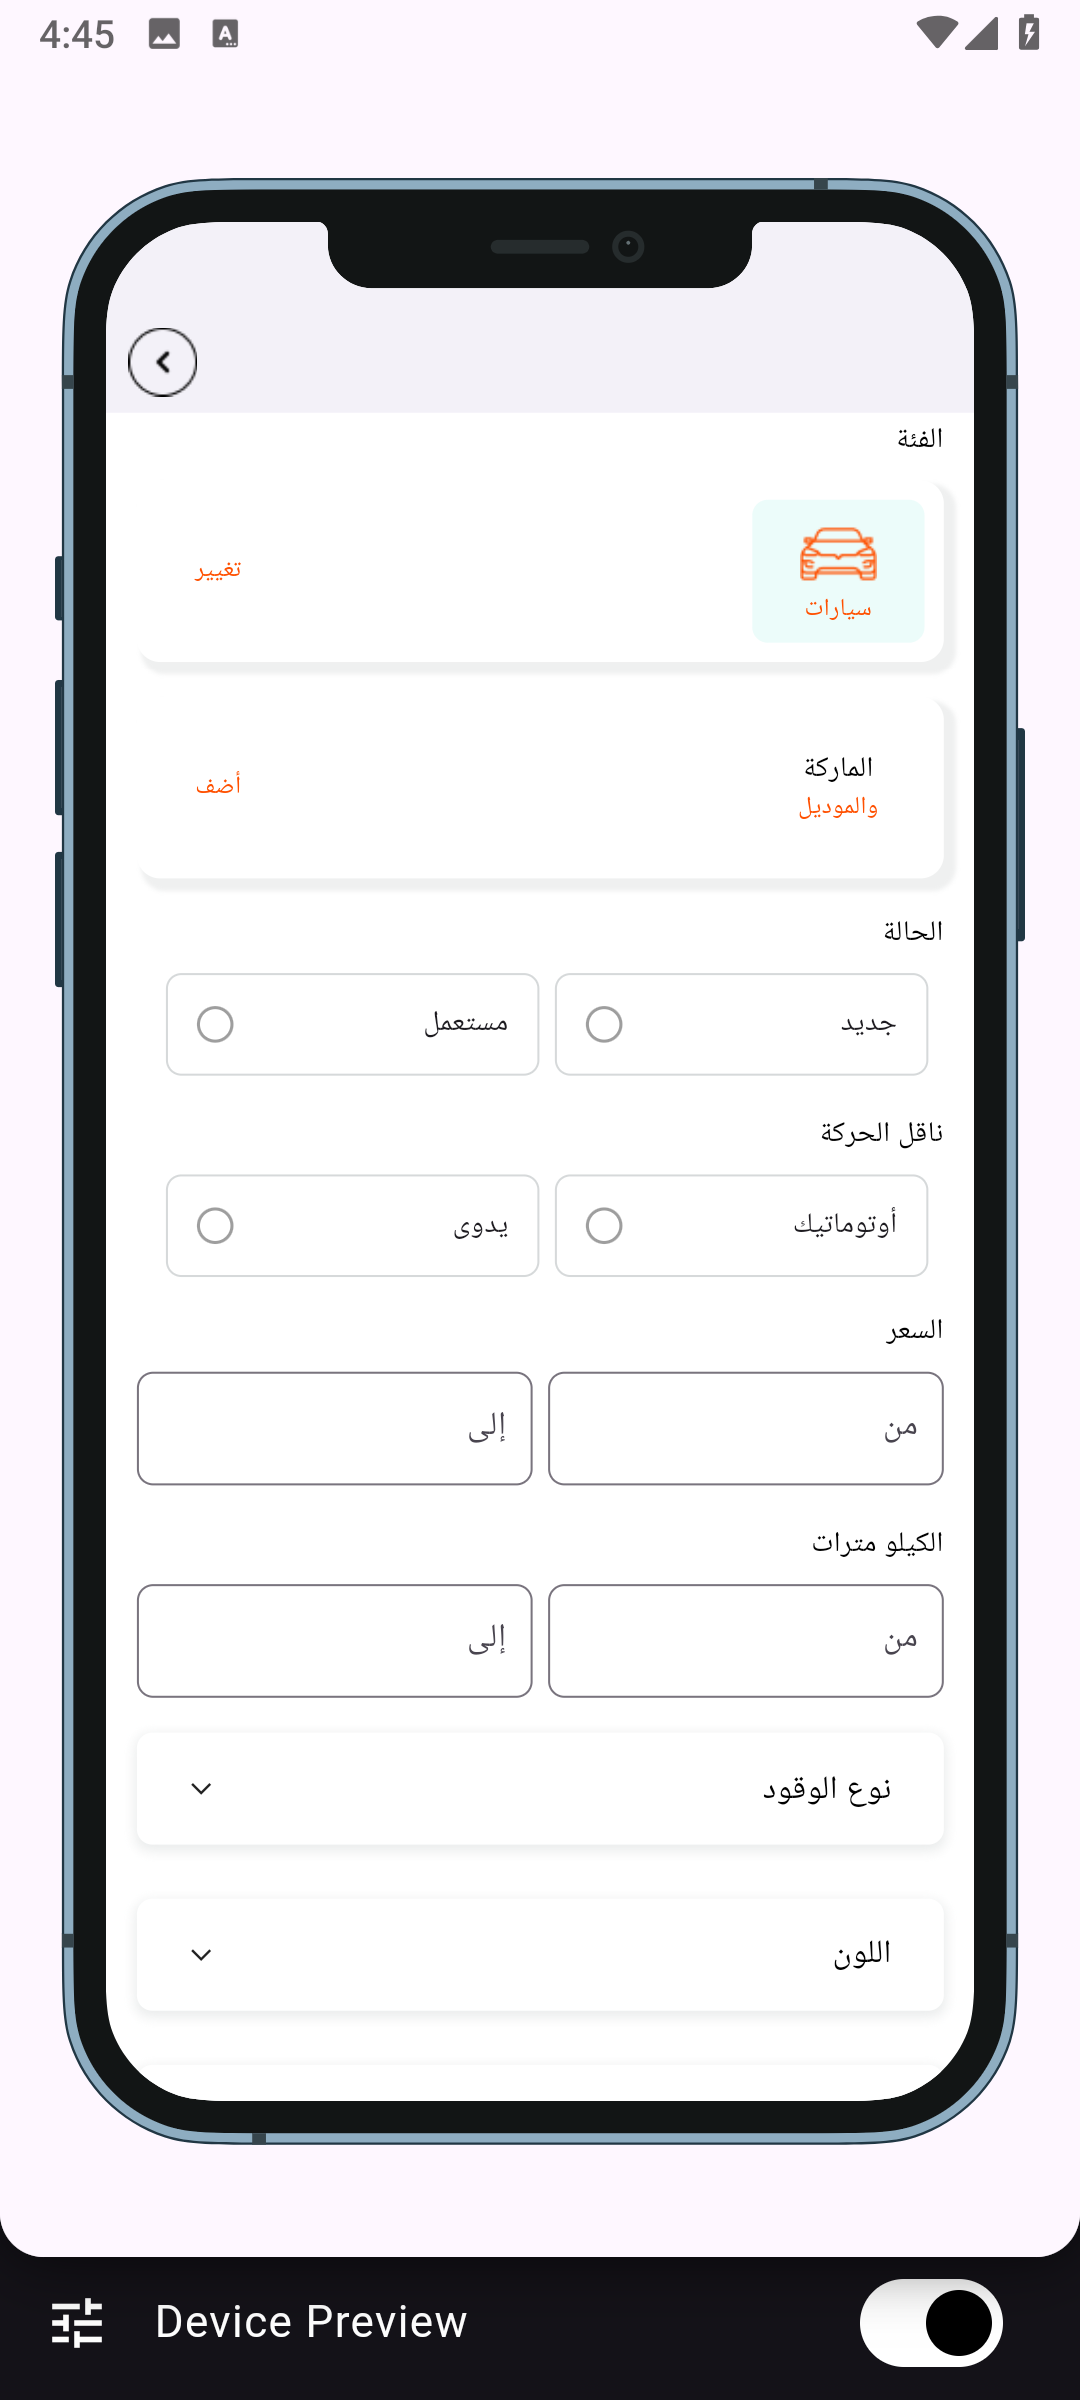 4:45
A
الفئة
سيارات
تغيير
الماركة
والموديل
أضف
الحالة
جديد
مستعمل
ناقل الحركة
أوتوماتيك
يدوى
السعر
من
إلى
الكيلو مترات
من
إلى
نوع الوقود
اللون
Device Preview